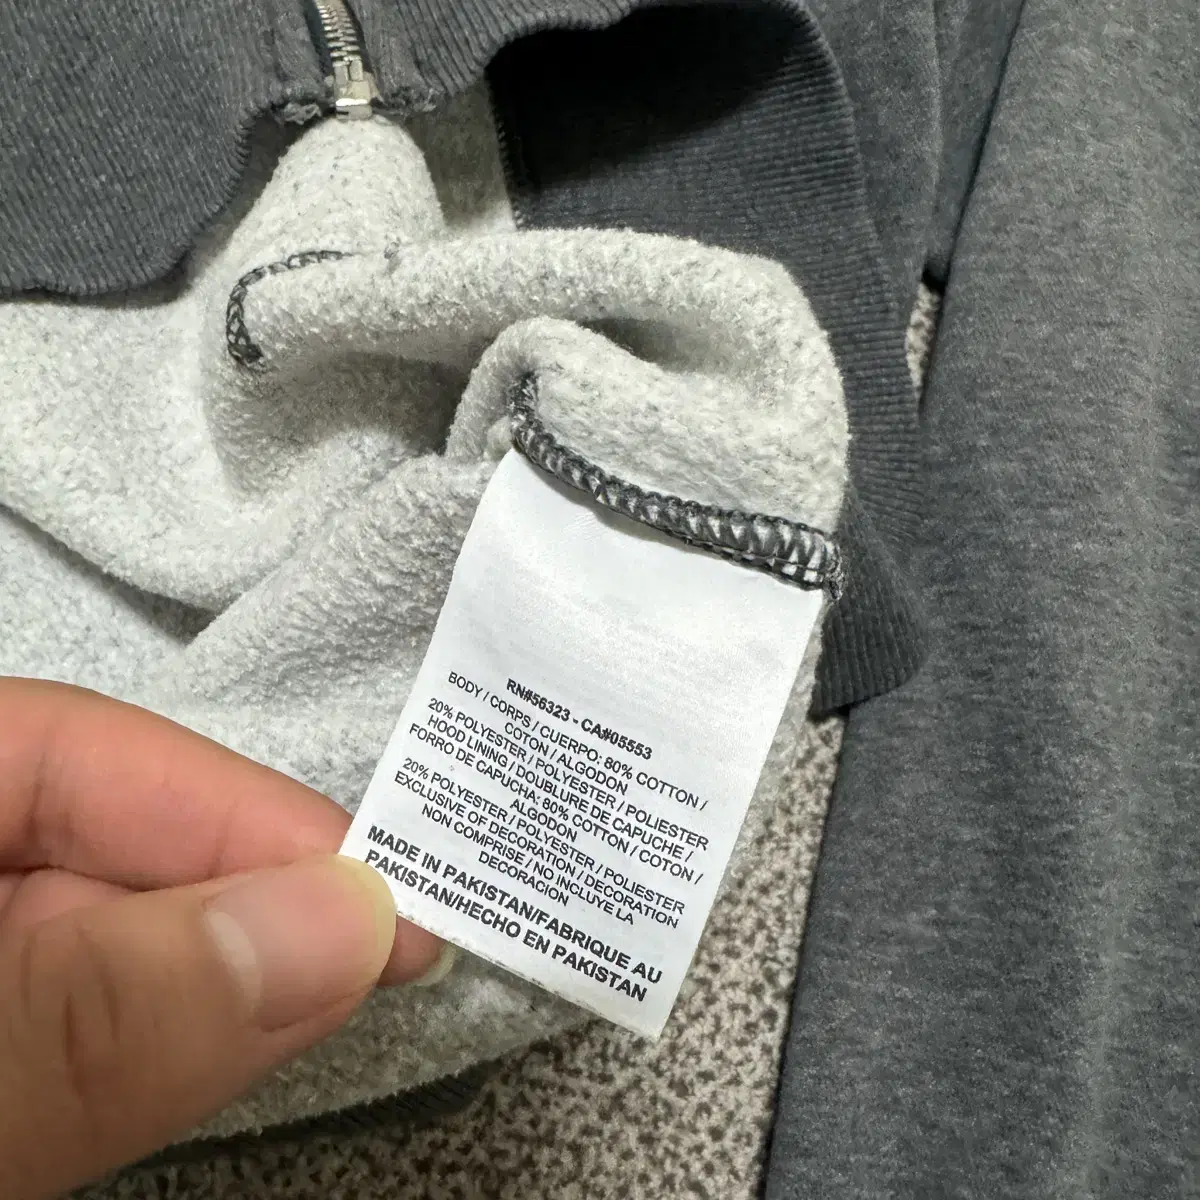 RN#56323 - CA#05553
BODY / CORPS / CUERPO: 80% COTTON /
COTON / ALGODON
20% POLYESTER / POLYESTER / POLIESTER
HOOD LINING / DOUBLURE DE CAPUCHE /
FORRO DE CAPUCHA: 80% COTTON / COTON /
ALGODON
20% POLYESTER / POLYESTER / POLIESTER
EXCLUSIVE OF DECORATION / DECORATION
NON COMPRISE / NO INCLUYE LA
DECORACION
MADE IN PAKISTAN/FABRIQUE AU
PAKISTAN/HECHO EN PAKISTAN